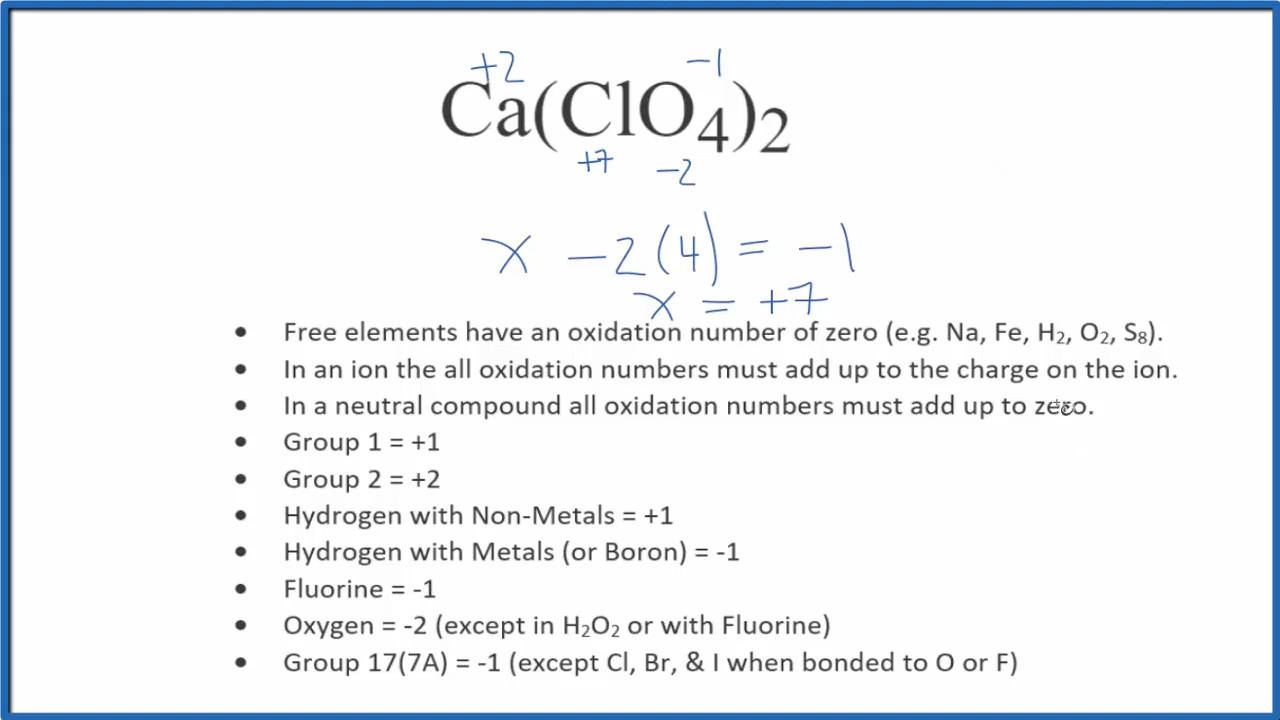 +2 -1
Ca(ClO₄)₂
+7 -2
x -2(4) = -1
x = +7
• Free elements have an oxidation number of zero (e.g. Na, Fe, H₂, O₂, S₈).
• In an ion the all oxidation numbers must add up to the charge on the ion.
• In a neutral compound all oxidation numbers must add up to zero.
• Group 1 = +1
• Group 2 = +2
• Hydrogen with Non-Metals = +1
• Hydrogen with Metals (or Boron) = -1
• Fluorine = -1
• Oxygen = -2 (except in H₂O₂ or with Fluorine)
• Group 17(7A) = -1 (except Cl, Br, & I when bonded to O or F)